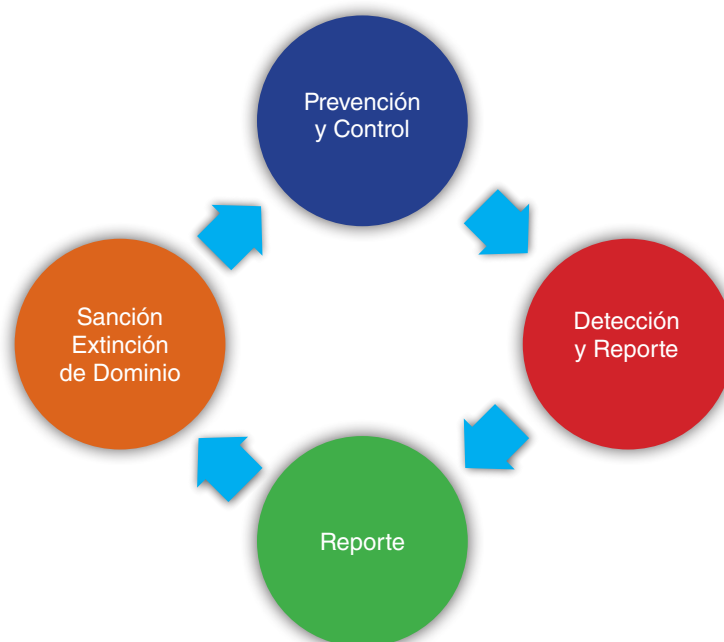 Prevención
y Control
Detección
y Reporte
Reporte
Sanción
Extinción
de Dominio